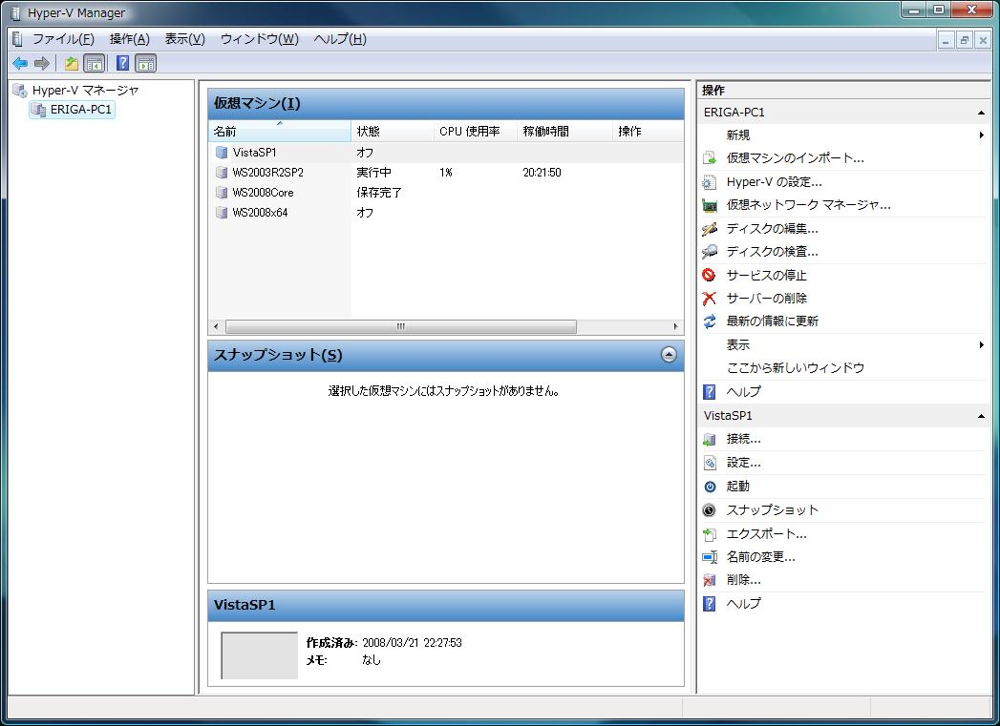 Hyper-V Manager
ファイル(F) 操作(A) 表示(V) ウィンドウ(W) ヘルプ(H)
Hyper-V マネージャ
ERIGA-PC1
仮想マシン(I)
名前 状態 CPU 使用率 稼働時間 操作
VistaSP1 オフ
WS2003R2SP2 実行中 1% 20:21:50
WS2008Core 保存完了
WS2008x64 オフ
スナップショット(S)
選択した仮想マシンにはスナップショットがありません。
VistaSP1
作成済み: 2008/03/21 22:27:53
メモ: なし
操作
ERIGA-PC1
新規
仮想マシンのインポート...
Hyper-V の設定...
仮想ネットワーク マネージャ...
ディスクの編集...
ディスクの検査...
サービスの停止
サーバーの削除
最新の情報に更新
表示
ここから新しいウィンドウ
ヘルプ
VistaSP1
接続...
設定...
起動
スナップショット
エクスポート...
名前の変更...
削除...
ヘルプ